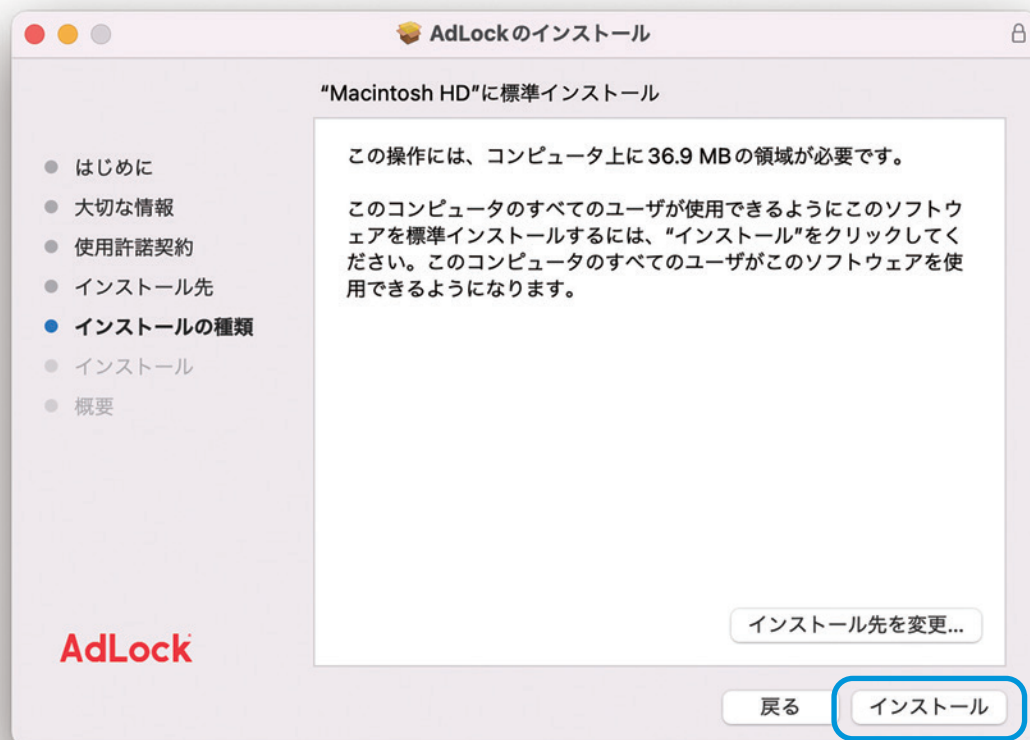 AdLockのインストール
“Macintosh HD”に標準インストール
はじめに
大切な情報
使用許諾契約
インストール先
インストールの種類
インストール
概要
この操作には、コンピュータ上に36.9 MBの領域が必要です。
このコンピュータのすべてのユーザが使用できるようにこのソフトウ
ェアを標準インストールするには、“インストール”をクリックしてく
ださい。このコンピュータのすべてのユーザがこのソフトウェアを使
用できるようになります。
インストール先を変更...
AdLock
戻る
インストール